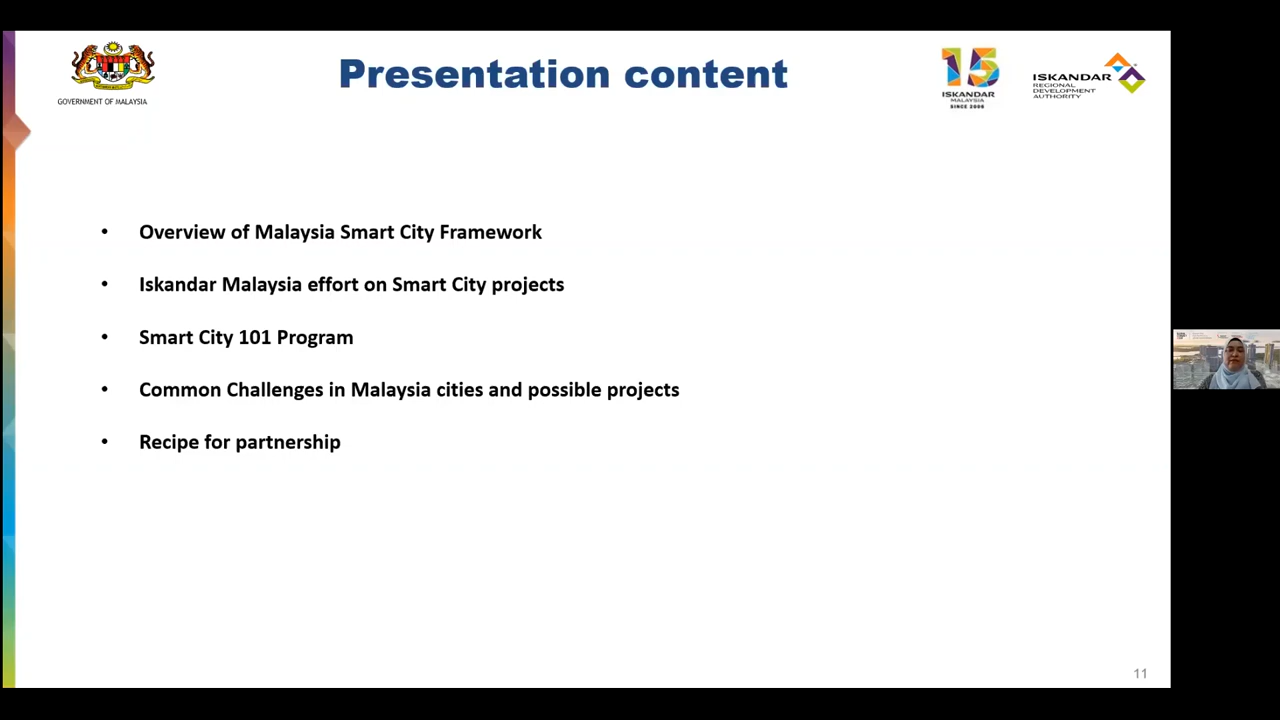 Presentation content
GOVERNMENT OF MALAYSIA
15
ISKANDAR
MALAYSIA
SINCE 2006
ISKANDAR
REGIONAL
DEVELOPMENT
AUTHORITY
• Overview of Malaysia Smart City Framework
• Iskandar Malaysia effort on Smart City projects
• Smart City 101 Program
• Common Challenges in Malaysia cities and possible projects
• Recipe for partnership
11